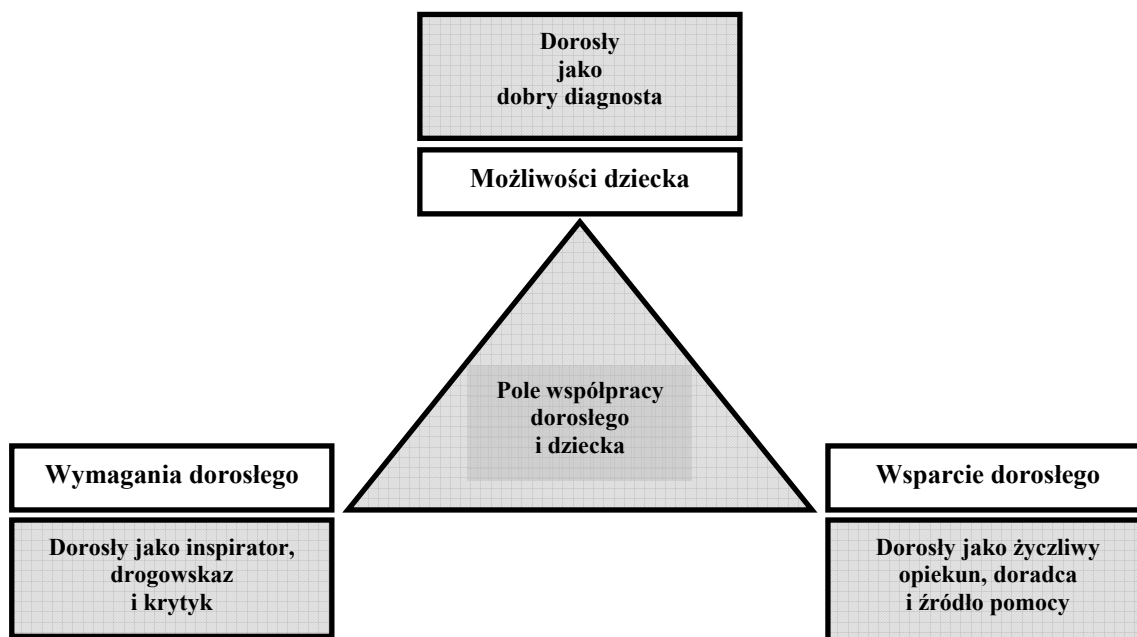 Dorosły
jako
dobry diagnosta
Możliwości dziecka
Pole współpracy
dorosłego
i dziecka
Wymagania dorosłego
Dorosły jako inspirator,
drogowskaz
i krytyk
Wsparcie dorosłego
Dorosły jako życzliwy
opiekun, doradca
i źródło pomocy